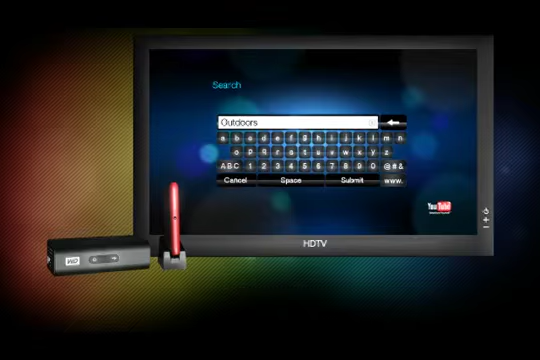 Search
Outdoors
a b c d e f g h i j k l m n
o p q r s t u v w x y z
ABC 1 2 3 4 5 6 7 8 9 0 @#&
Cancel Space Submit www.
YouTube
HDTV
WD